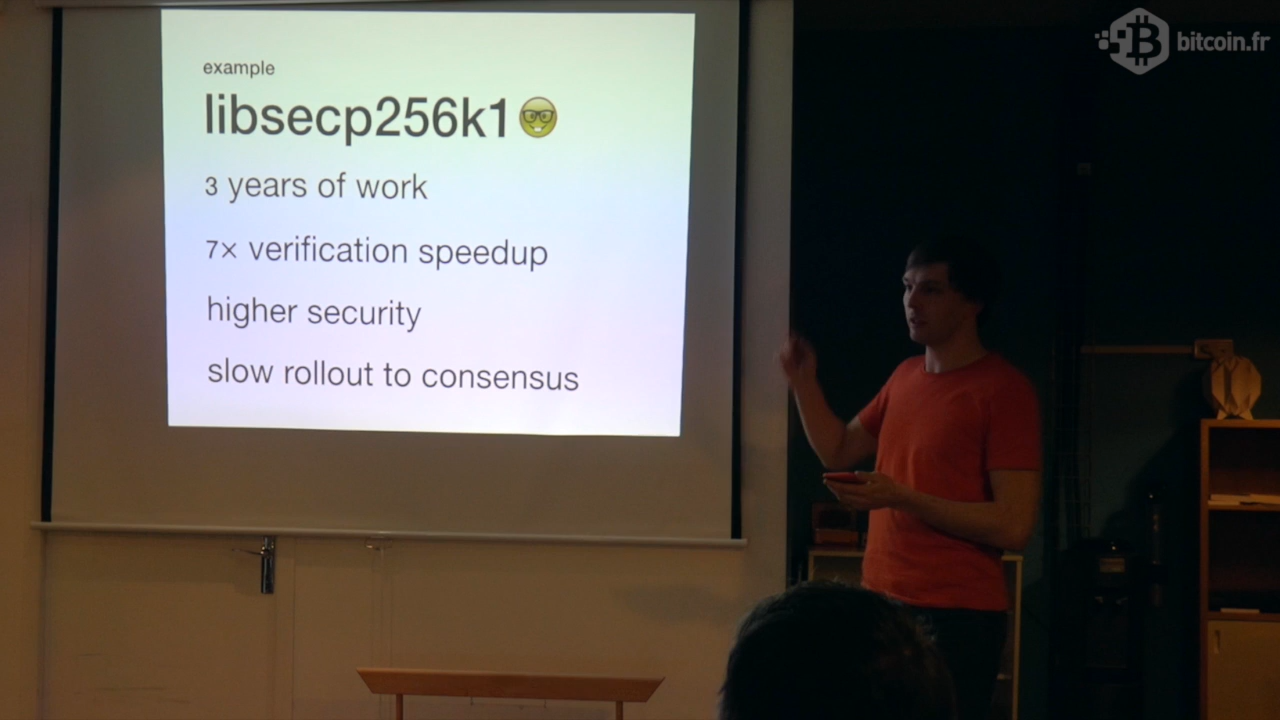 example
libsecp256k1
3 years of work
7× verification speedup
higher security
slow rollout to consensus
bitcoin.fr